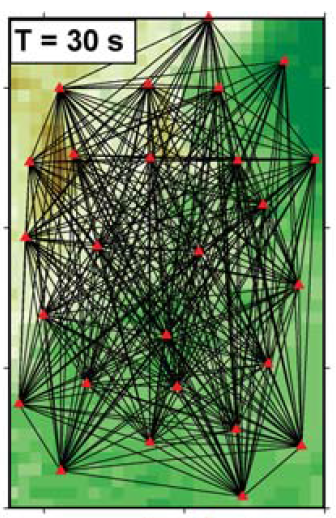 T = 30 s